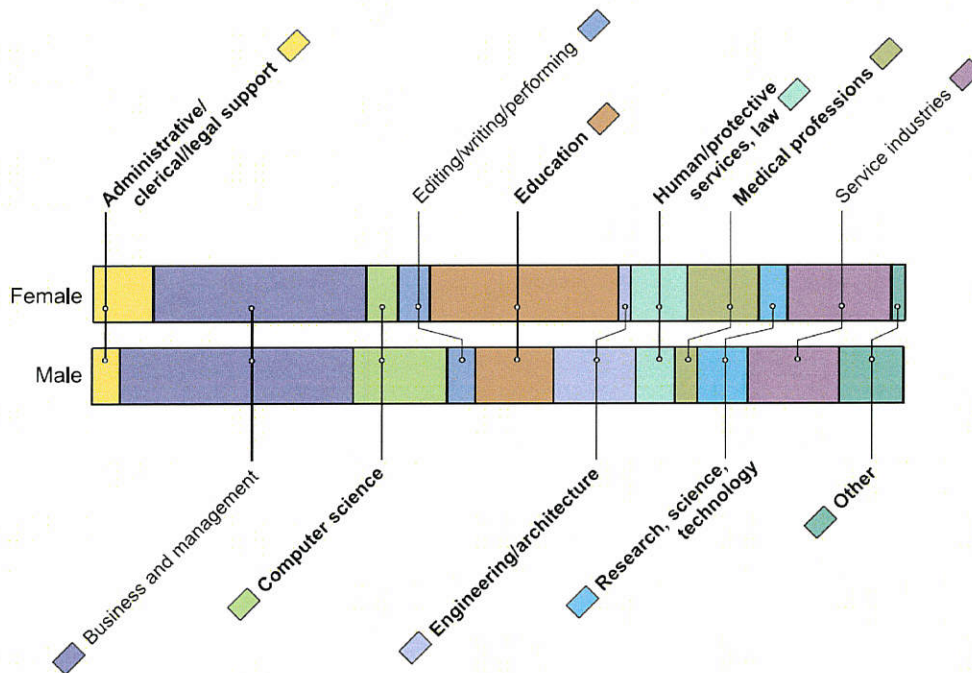 Administrative/
clerical/legal support
Editing/writing/performing
Education
Human/protective
services, law
Medical professions
Service industries
Female
Male
Business and management
Computer science
Engineering/architecture
Research, science,
technology
Other